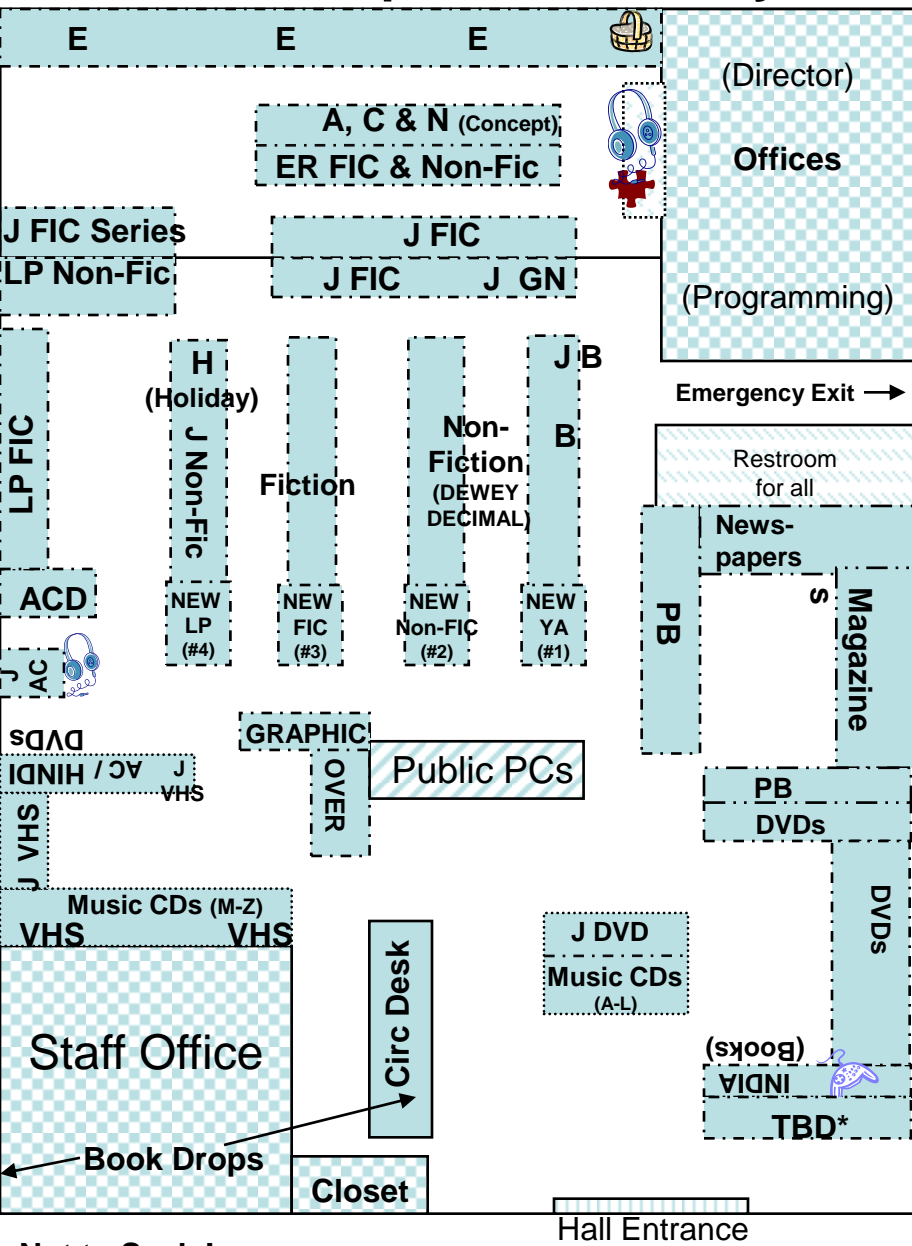 E E E
(Director)
Offices
(Programming)
A, C & N (Concept)
ER FIC & Non-Fic
J FIC Series
LP Non-Fic
J FIC
J FIC J GN
Emergency Exit
LP FIC
H
(Holiday)
J Non-Fic
Fiction
Non-
Fiction
(DEWEY
DECIMAL)
J B
B
Restroom
for all
News-
papers
PB
Magazine
s
ACD
NEW
LP
(#4)
NEW
FIC
(#3)
NEW
Non-FIC
(#2)
NEW
YA
(#1)
J
AC
DVDs
AC / HINDI
J
VHS
GRAPHIC
OVER
Public PCs
PB
DVDs
J VHS
DVDs
Music CDs (M-Z)
VHS VHS
J DVD
Music CDs
(A-L)
Circ Desk
Staff Office
(Books)
INDIA
TBD*
Book Drops
Closet
Hall Entrance